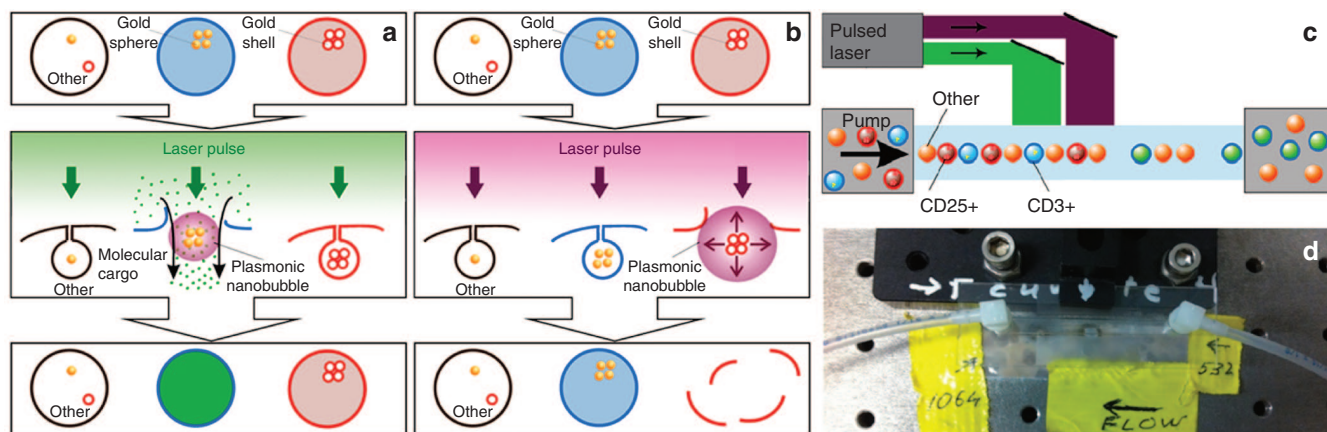 a
Gold
sphere
Gold
shell
Other
Laser pulse
Molecular
cargo
Other
Plasmonic
nanobubble
Other
b
Gold
sphere
Gold
shell
Other
Laser pulse
Other
Plasmonic
nanobubble
Other
c
Pulsed
laser
Other
Pump
CD25+
CD3+
d
1064
532
FLOW